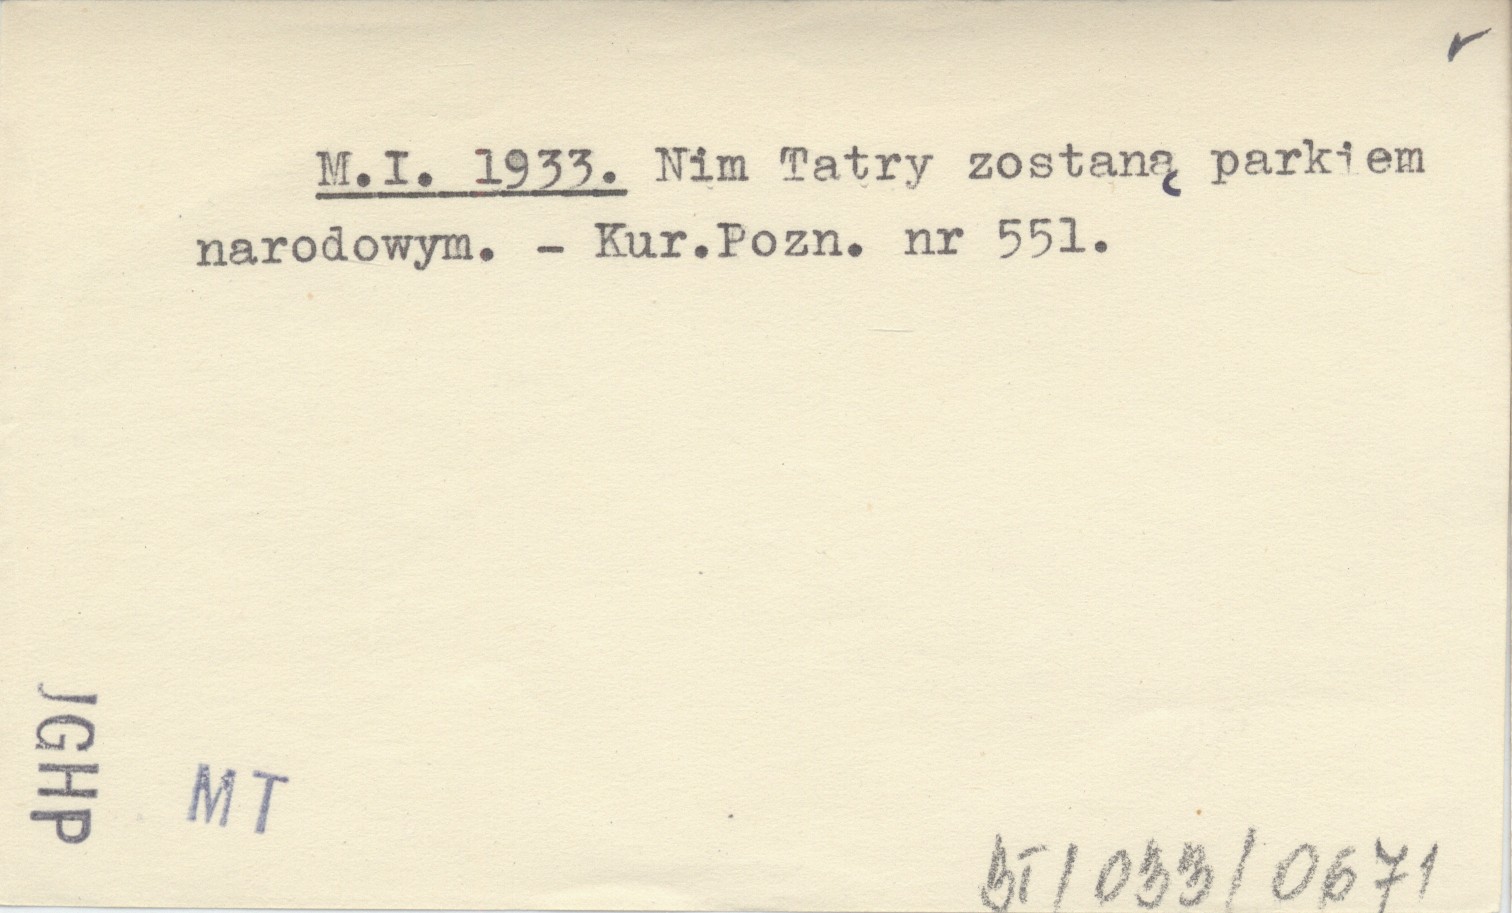 M.I. 1933. Nim Tatry zostaną parkiem
narodowym. - Kur.Pozn. nr 551.
JGHP
MT
BT/033/0671